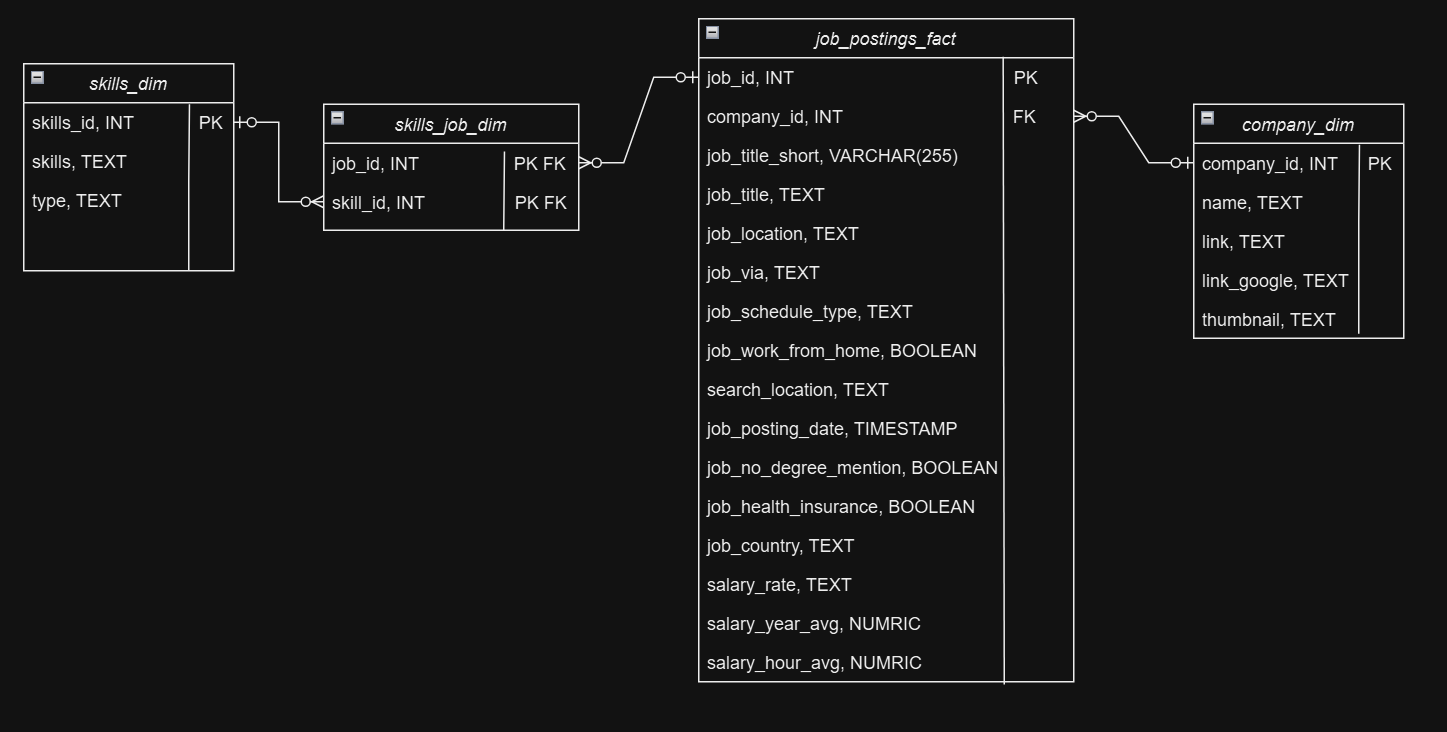 skills_dim
skills_id, INT PK
skills, TEXT
type, TEXT
skills_job_dim
job_id, INT PK FK
skill_id, INT PK FK
job_postings_fact
job_id, INT PK
company_id, INT FK
job_title_short, VARCHAR(255)
job_title, TEXT
job_location, TEXT
job_via, TEXT
job_schedule_type, TEXT
job_work_from_home, BOOLEAN
search_location, TEXT
job_posting_date, TIMESTAMP
job_no_degree_mention, BOOLEAN
job_health_insurance, BOOLEAN
job_country, TEXT
salary_rate, TEXT
salary_year_avg, NUMRIC
salary_hour_avg, NUMRIC
company_dim
company_id, INT PK
name, TEXT
link, TEXT
link_google, TEXT
thumbnail, TEXT